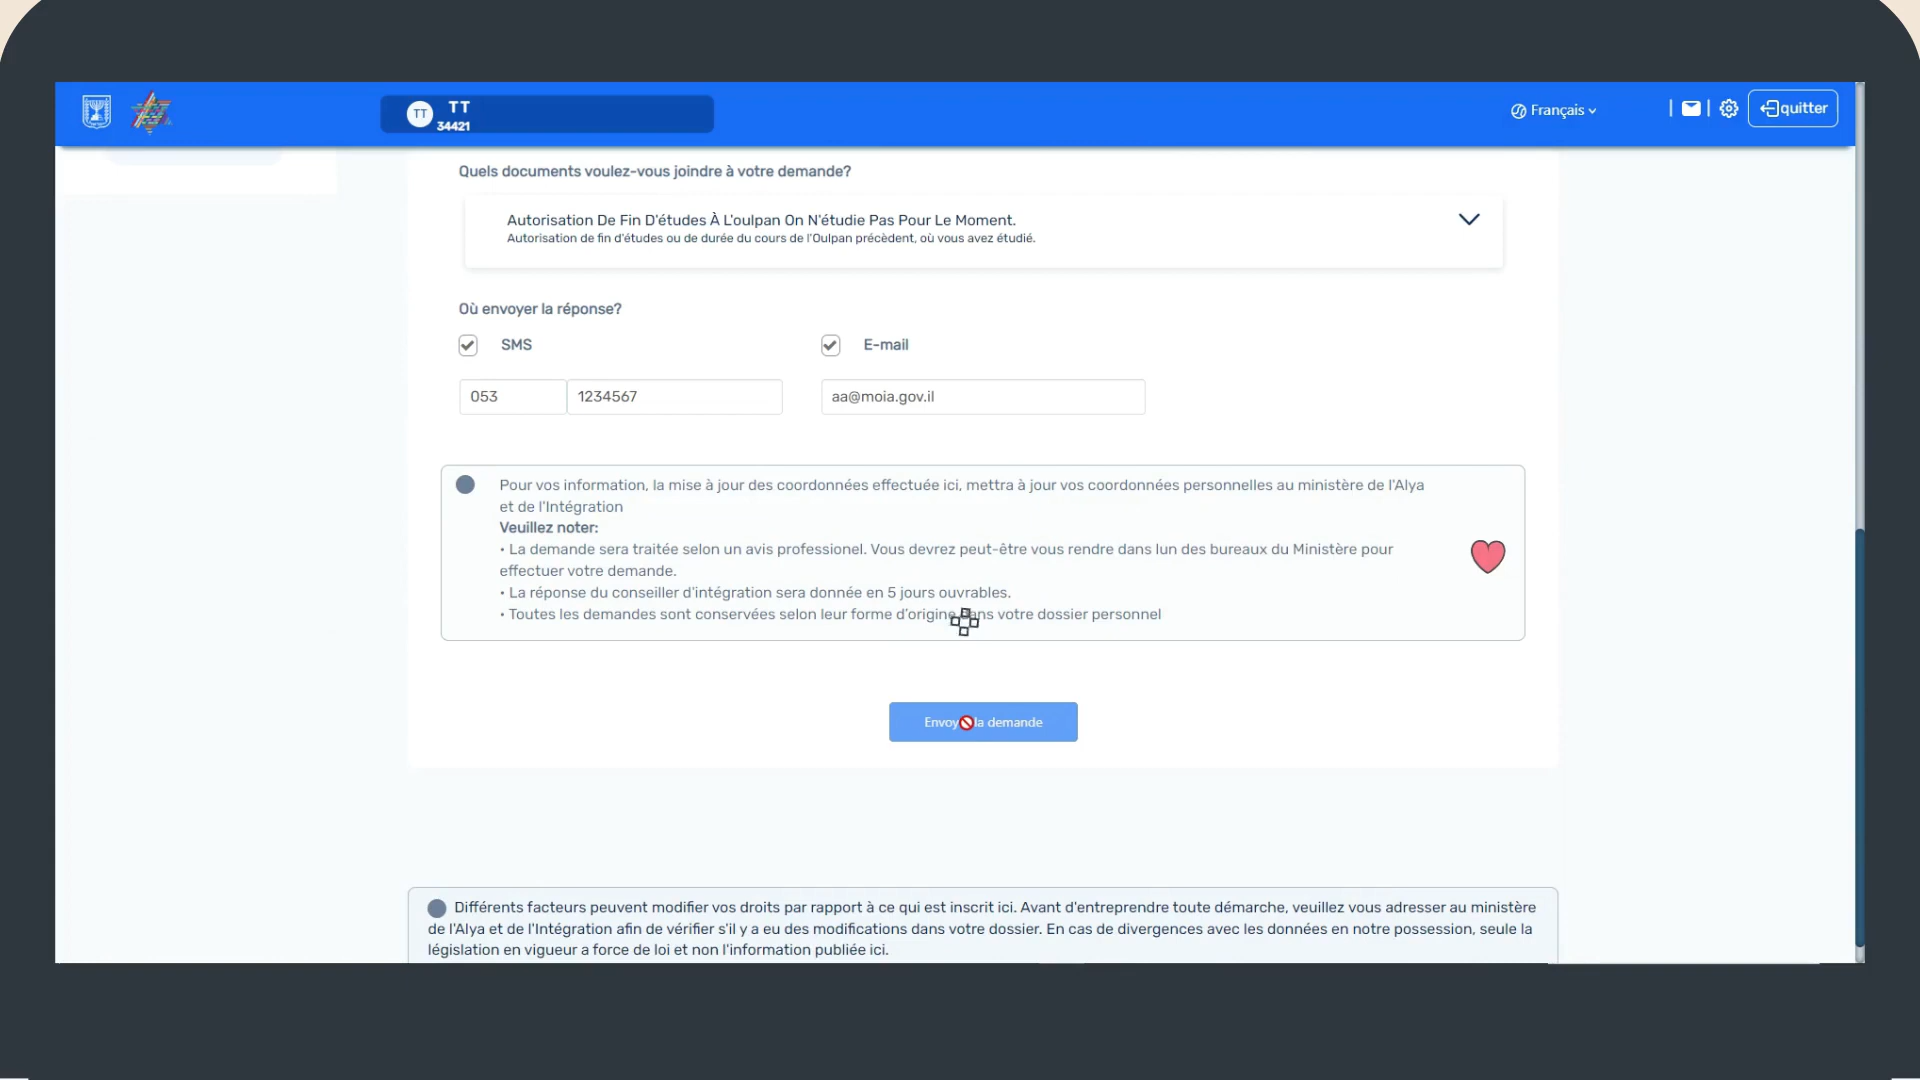 TT
TT
34421
Français
quitter
Quels documents voulez-vous joindre à votre demande?
Autorisation De Fin D'études À L'oulpan On N'étudie Pas Pour Le Moment.
Autorisation de fin d'études ou de durée du cours de l'Oulpan précèdent, où vous avez étudié.
Où envoyer la réponse?
SMS
E-mail
053
1234567
aa@moia.gov.il
Pour vos information, la mise à jour des coordonnées effectuée ici, mettra à jour vos coordonnées personnelles au ministère de l'Alya
et de l'Intégration
Veuillez noter:
• La demande sera traitée selon un avis professionel. Vous devrez peut-être vous rendre dans lun des bureaux du Ministère pour
effectuer votre demande.
• La réponse du conseiller d'intégration sera donnée en 5 jours ouvrables.
• Toutes les demandes sont conservées selon leur forme d'origine dans votre dossier personnel
Envoyer la demande
Différents facteurs peuvent modifier vos droits par rapport à ce qui est inscrit ici. Avant d'entreprendre toute démarche, veuillez vous adresser au ministère
de l'Alya et de l'Intégration afin de vérifier s'il y a eu des modifications dans votre dossier. En cas de divergences avec les données en notre possession, seule la
législation en vigueur a force de loi et non l'information publiée ici.